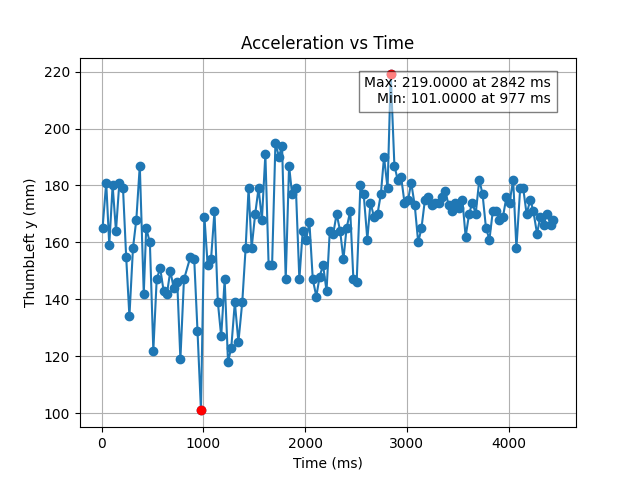 Acceleration vs Time
220
Max: 219.0000 at 2842 ms
Min: 101.0000 at 977 ms
200
180
160
140
120
100
ThumbLeft y (mm)
0 1000 2000 3000 4000
Time (ms)